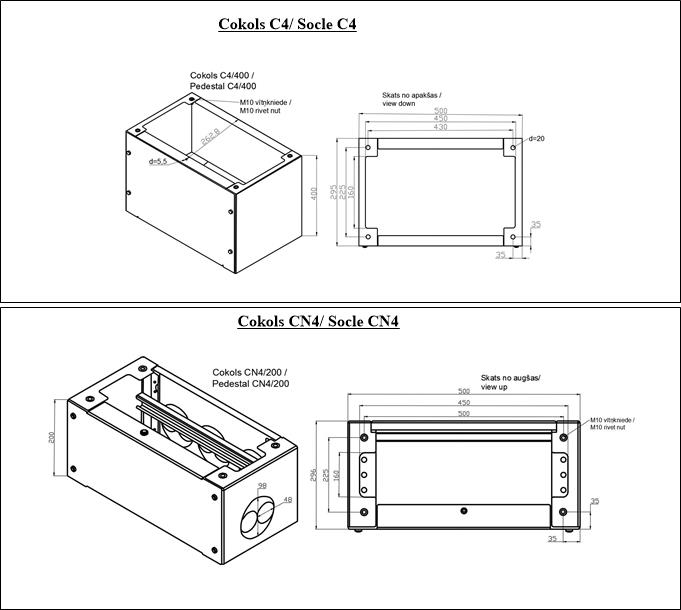 Cokols C4/ Socle C4
Cokols C4/400 /
Pedestal C4/400
M10 vītņkniede /
M10 rivet nut
262,8
d=5,5
400
Skats no apakšas /
view down
500
450
430
d=20
295
225
160
35
35
Cokols CN4/ Socle CN4
Cokols CN4/200 /
Pedestal CN4/200
200
98
48
Skats no augšas/
view up
500
450
500
M10 vītņkniede /
M10 rivet nut
296
225
160
35
35